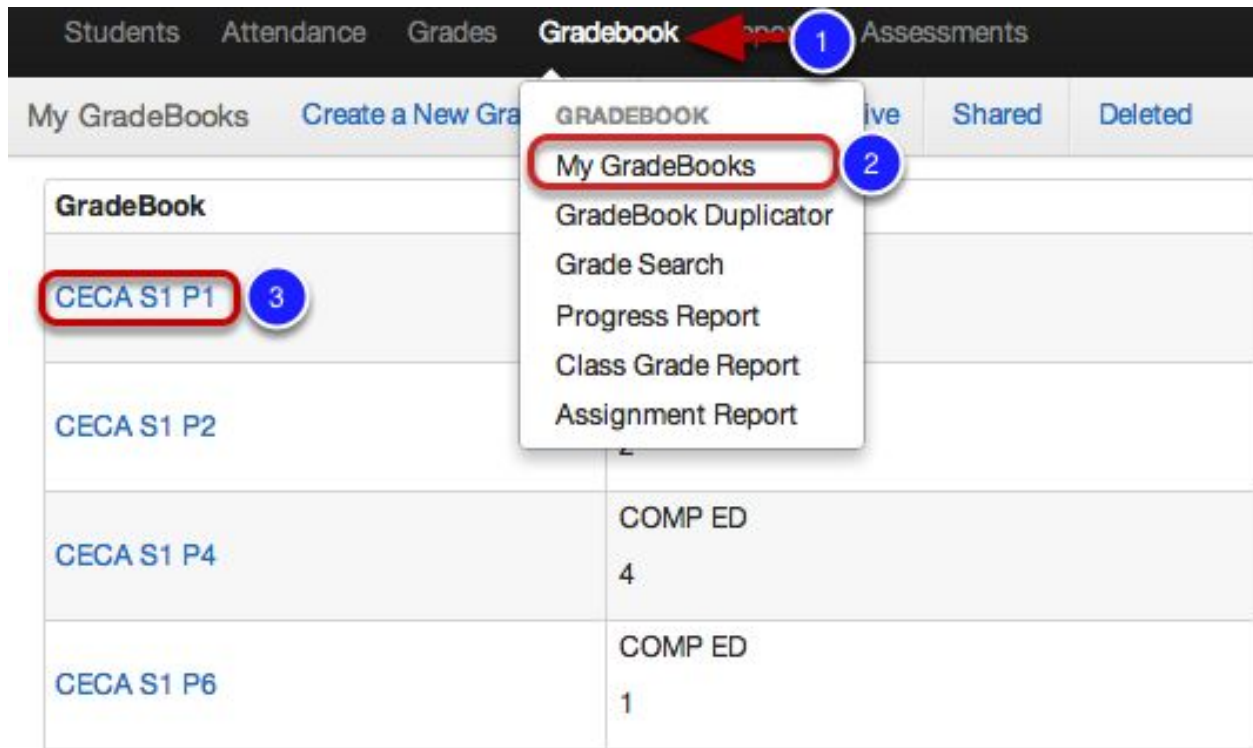 Students Attendance Grades Gradebook 1 Assessments
My GradeBooks Create a New Gra ive Shared Deleted
GRADEBOOK
My GradeBooks 2
GradeBook Duplicator
Grade Search
Progress Report
Class Grade Report
Assignment Report
GradeBook
CECA S1 P1 3
CECA S1 P2
CECA S1 P4
COMP ED
4
CECA S1 P6
COMP ED
1